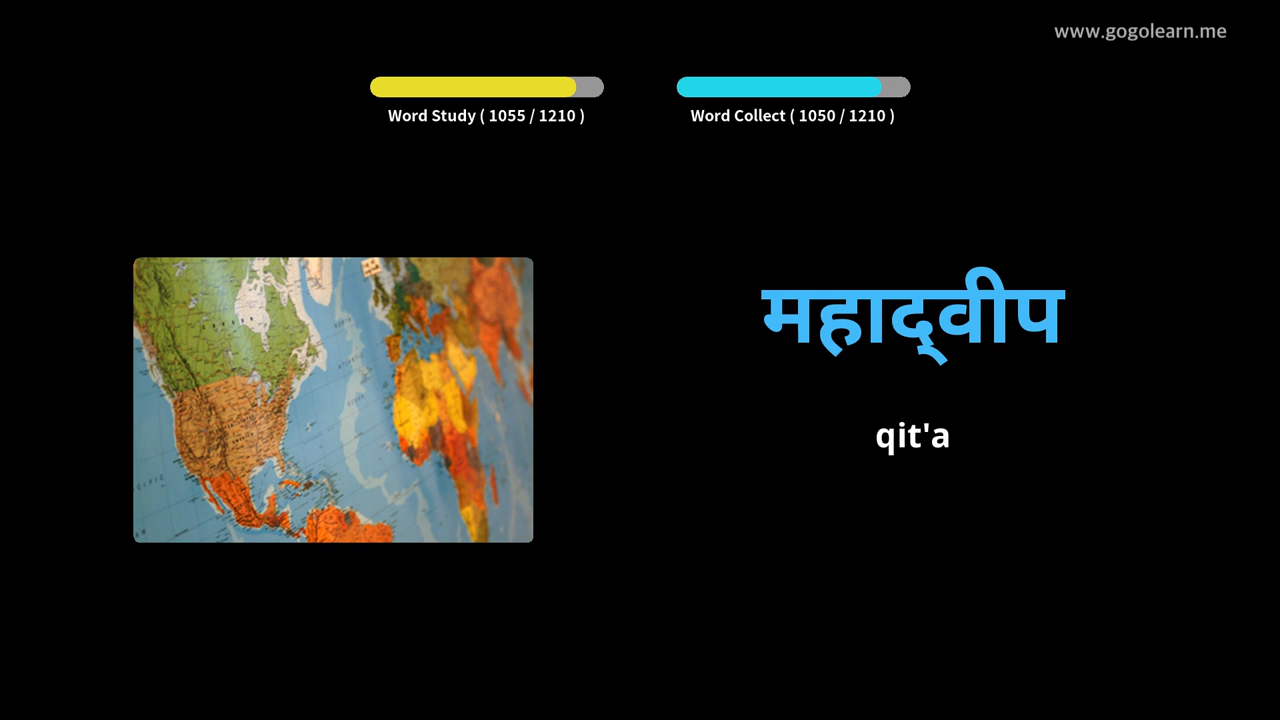 www.gogolearn.me
Word Study ( 1055 / 1210 )
Word Collect ( 1050 / 1210 )
महाद्‌वीप
qit'a